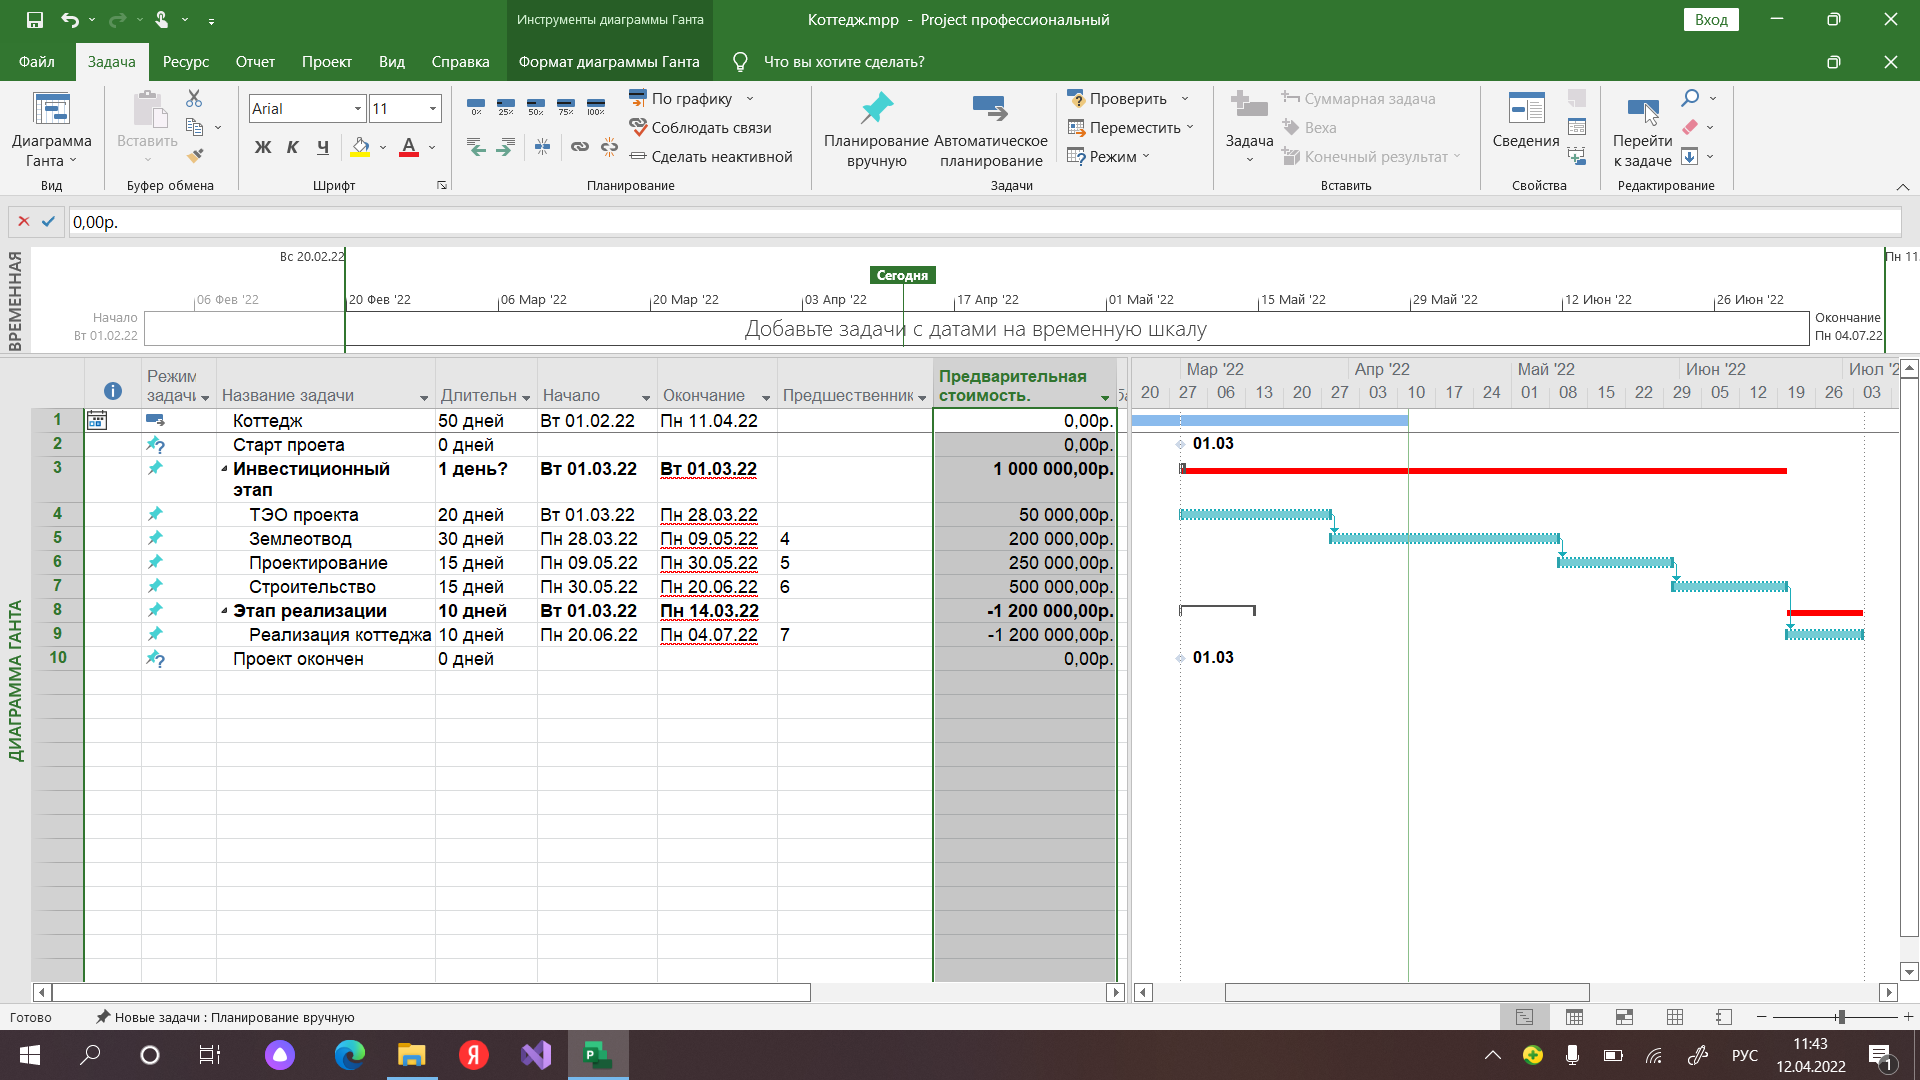 Инструменты диаграммы Ганта
Коттедж.mpp - Project профессиональный
Вход
Файл Задача Ресурс Отчет Проект Вид Справка Формат диаграммы Ганта Что вы хотите сделать?
Диаграмма Ганта
Вид
Вставить
Буфер обмена
Arial 11
Ж К Ч А
Шрифт
0% 25% 50% 75% 100%
По графику
Соблюдать связи
Сделать неактивной
Планирование
Планирование вручную
Автоматическое планирование
Проверить
Переместить
Режим
Задачи
Задача
Суммарная задача
Веха
Конечный результат
Вставить
Сведения
Свойства
Перейти к задаче
Редактирование
0,00р.
ВРЕМЕННАЯ
Вс 20.02.22
Сегодня
Пн 11.
06 Фев '22 20 Фев '22 06 Мар '22 20 Мар '22 03 Апр '22 17 Апр '22 01 Май '22 15 Май '22 29 Май '22 12 Июн '22 26 Июн '22
Начало
Вт 01.02.22
Добавьте задачи с датами на временную шкалу
Окончание
Пн 04.07.22
ДИАГРАММА ГАНТА
Режим задачи Название задачи Длительн Начало Окончание Предшественник Предварительная стоимость.
Мар '22 Апр '22 Май '22 Июн '22 Июл '2
20 27 06 13 20 27 03 10 17 24 01 08 15 22 29 05 12 19 26 03
1 Коттедж 50 дней Вт 01.02.22 Пн 11.04.22 0,00р.
2 Старт проета 0 дней 0,00р. 01.03
3 Инвестиционный этап 1 день? Вт 01.03.22 Вт 01.03.22 1 000 000,00р.
4 ТЭО проекта 20 дней Вт 01.03.22 Пн 28.03.22 50 000,00р.
5 Землеотвод 30 дней Пн 28.03.22 Пн 09.05.22 4 200 000,00р.
6 Проектирование 15 дней Пн 09.05.22 Пн 30.05.22 5 250 000,00р.
7 Строительство 15 дней Пн 30.05.22 Пн 20.06.22 6 500 000,00р.
8 Этап реализации 10 дней Вт 01.03.22 Пн 14.03.22 -1 200 000,00р.
9 Реализация коттеджа 10 дней Пн 20.06.22 Пн 04.07.22 7 -1 200 000,00р.
10 Проект окончен 0 дней 0,00р. 01.03
Готово Новые задачи : Планирование вручную
РУС
11:43
12.04.2022
1